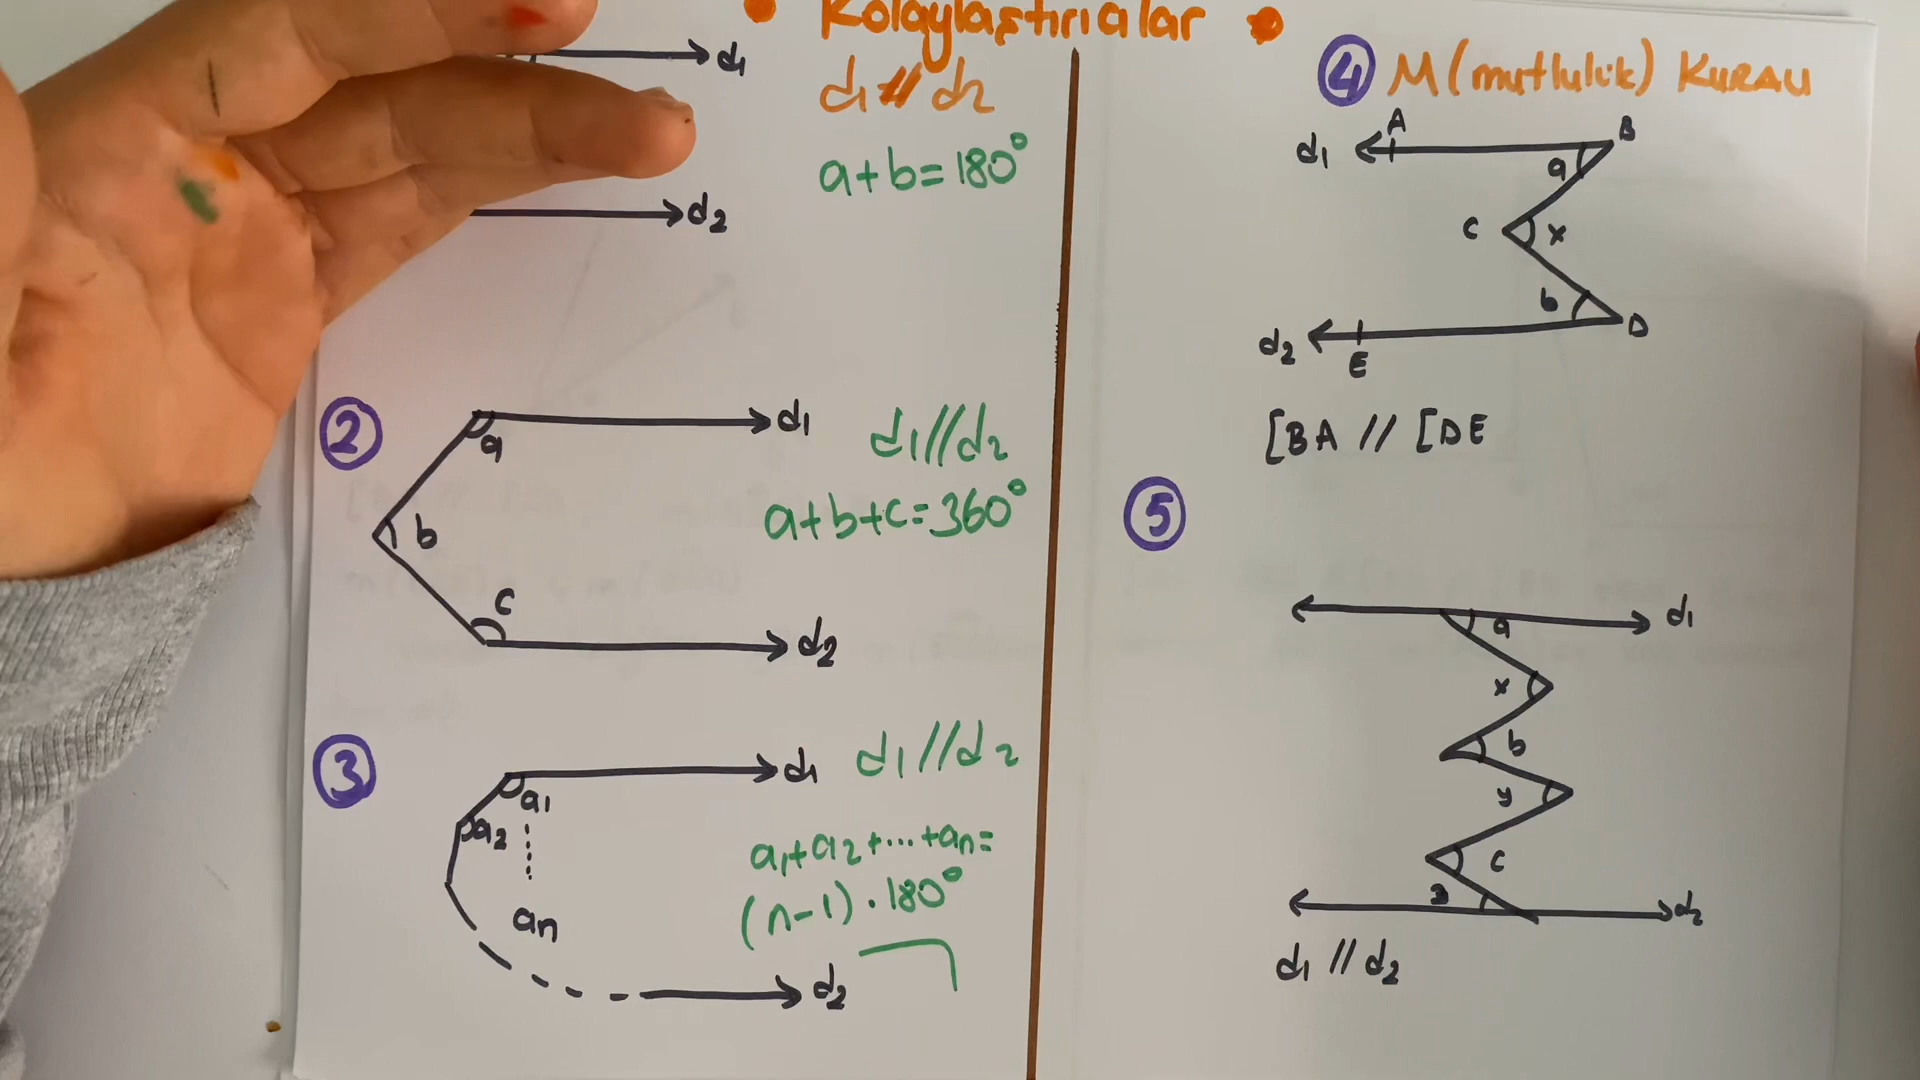 Kolaylaştırıcılar
d1 // d2
a+b=180°
d1
d2
2
a
b
c
d1
d2
d1//d2
a+b+c=360°
3
a1
a2
an
d1
d2
d1//d2
a1+a2+...+an=
(n-1).180°
4 M (mutluluk) KURALI
d1
A
B
a
C
x
b
D
d2
E
[BA // [DE
5
d1
a
x
b
y
c
d2
d1 // d2